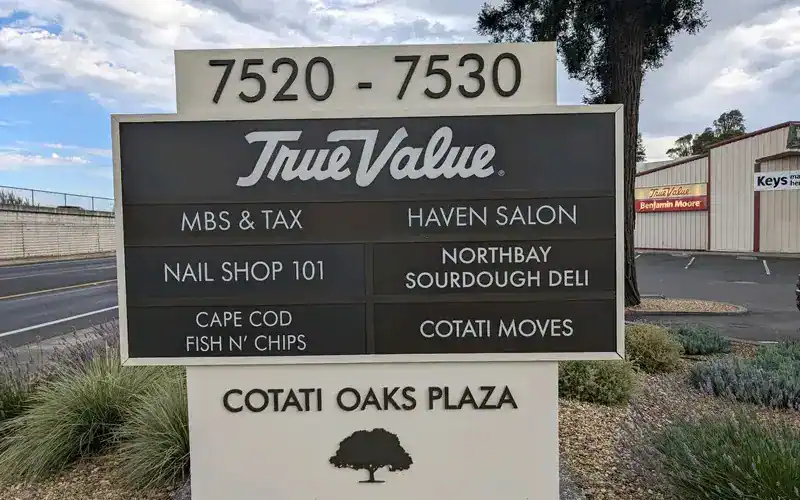 7520 - 7530
True Value®
MBS & TAX
HAVEN SALON
NAIL SHOP 101
NORTHBAY
SOURDOUGH DELI
CAPE COD
FISH N' CHIPS
COTATI MOVES
COTATI OAKS PLAZA
True Value
Benjamin Moore
Keys